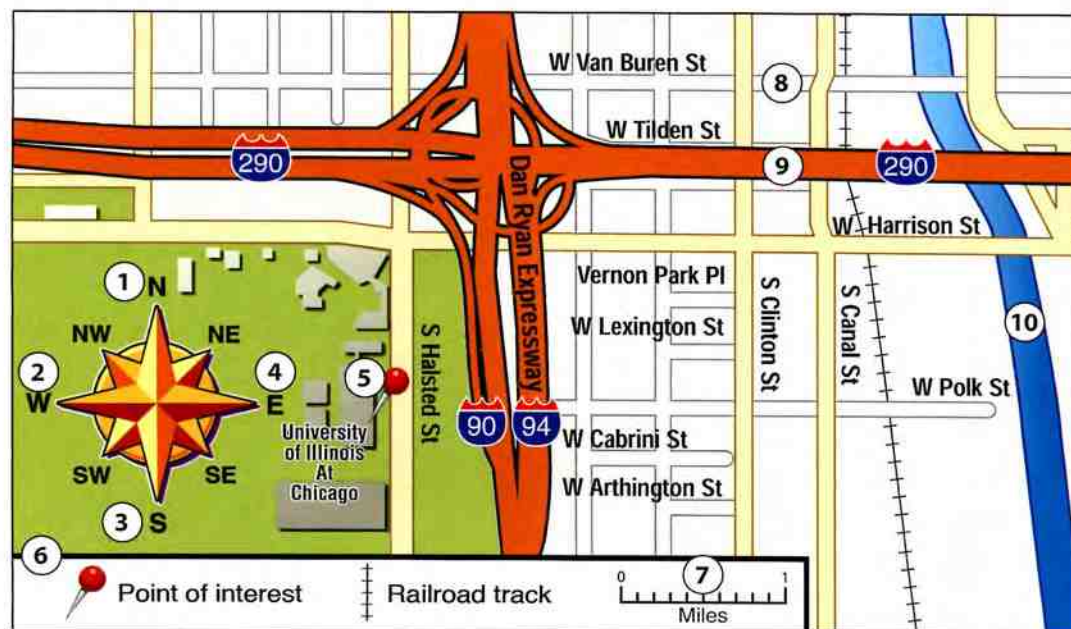 W Van Buren St
8
W Tilden St
290
9
290
Dan Ryan Expressway
W Harrison St
1
N
NW
NE
2
W
4
E
SW
SE
3
S
5
University
of Illinois
At
Chicago
S Halsted St
90
94
Vernon Park Pl
W Lexington St
S Clinton St
S Canal St
10
W Polk St
W Cabrini St
W Arthington St
6
Point of interest
Railroad track
0
7
1
Miles